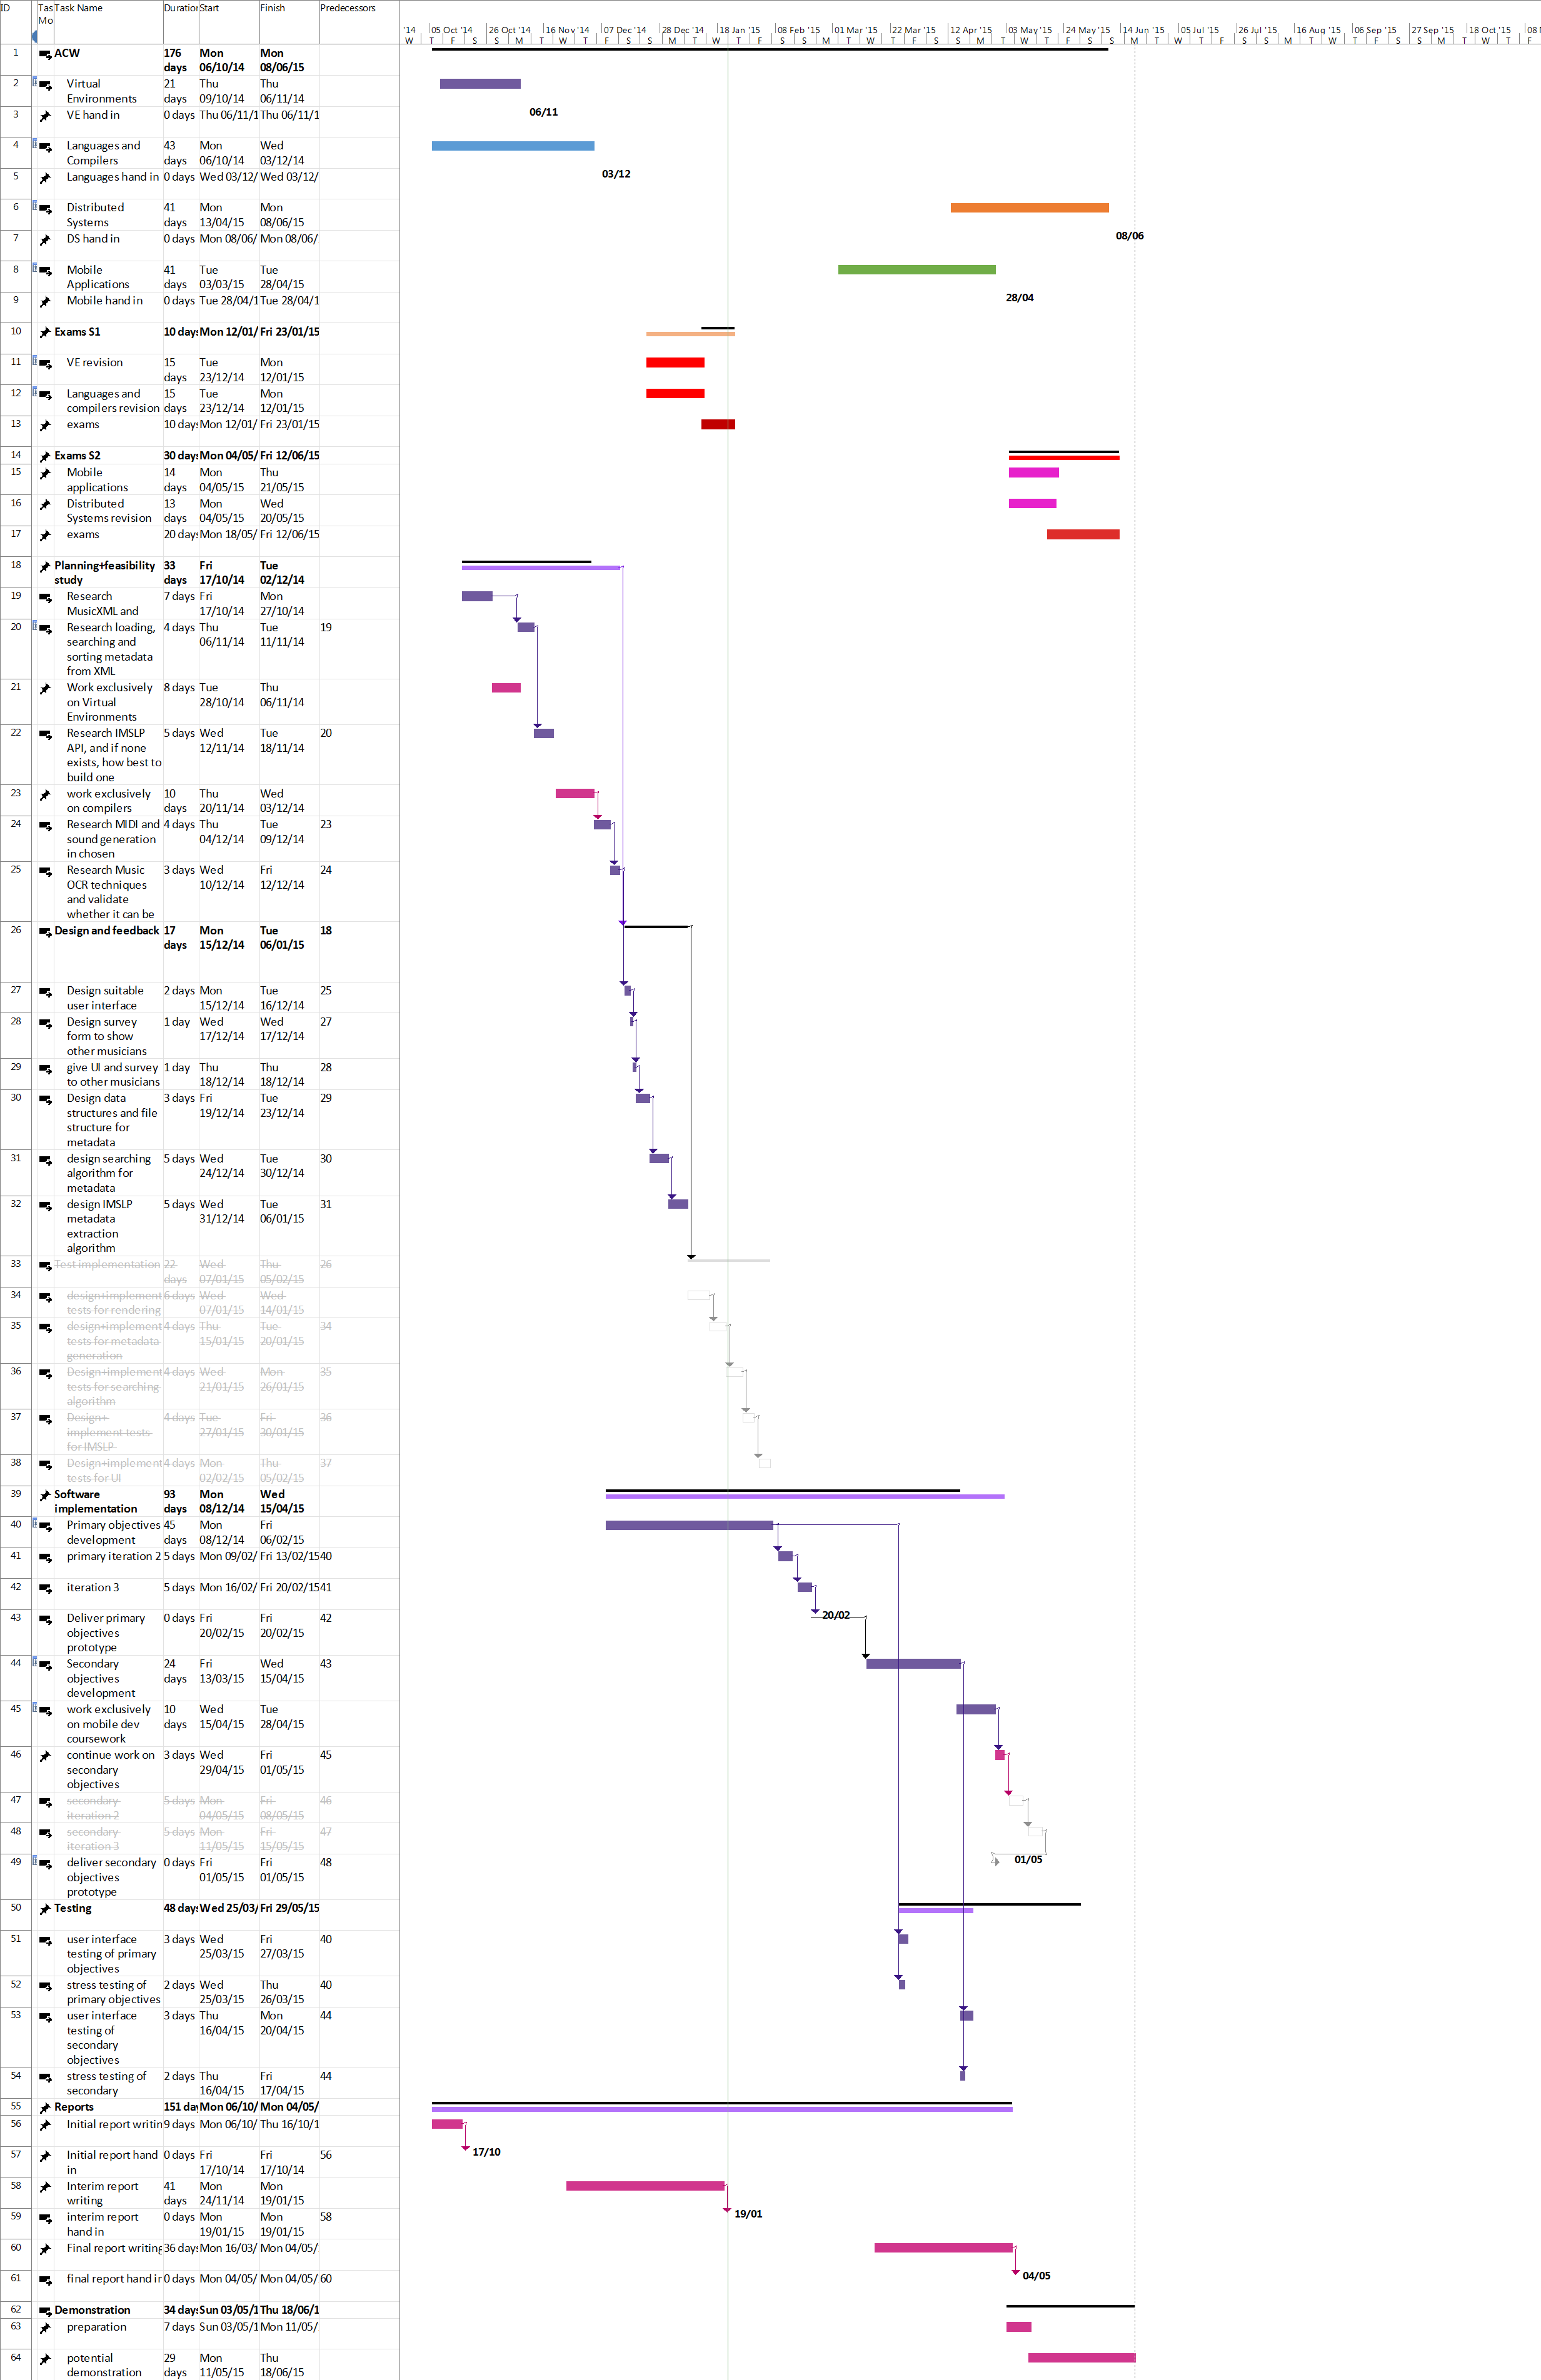 ID Tas Mo Task Name Duration Start Finish Predecessors
'14 05 Oct '14 26 Oct '14 16 Nov '14 07 Dec '14 28 Dec '14 18 Jan '15 08 Feb '15 01 Mar '15 22 Mar '15 12 Apr '15 03 May '15 24 May '15 14 Jun '15 05 Jul '15 26 Jul '15 16 Aug '15 06 Sep '15 27 Sep '15 18 Oct '15 08
W T F S S M T W T F S S M T W T F S S M T W T F S S M T W T F S S M T W T F S S M T W T F S S M T W T F S S M T W T F
1 ACW 176 days Mon 06/10/14 Mon 08/06/15
2 Virtual Environments 21 days Thu 09/10/14 Thu 06/11/14
3 VE hand in 0 days Thu 06/11/1 Thu 06/11/1
06/11
4 Languages and Compilers 43 days Mon 06/10/14 Wed 03/12/14
5 Languages hand in 0 days Wed 03/12/ Wed 03/12/
03/12
6 Distributed Systems 41 days Mon 13/04/15 Mon 08/06/15
7 DS hand in 0 days Mon 08/06/ Mon 08/06/
08/06
8 Mobile Applications 41 days Tue 03/03/15 Tue 28/04/15
9 Mobile hand in 0 days Tue 28/04/1 Tue 28/04/1
28/04
10 Exams S1 10 days Mon 12/01/ Fri 23/01/15
11 VE revision 15 days Tue 23/12/14 Mon 12/01/15
12 Languages and compilers revision 15 days Tue 23/12/14 Mon 12/01/15
13 exams 10 days Mon 12/01/ Fri 23/01/15
14 Exams S2 30 days Mon 04/05/ Fri 12/06/15
15 Mobile applications 14 days Mon 04/05/15 Thu 21/05/15
16 Distributed Systems revision 13 days Mon 04/05/15 Wed 20/05/15
17 exams 20 days Mon 18/05/ Fri 12/06/15
18 Planning+feasibility study 33 days Fri 17/10/14 Tue 02/12/14
19 Research MusicXML and 7 days Fri 17/10/14 Mon 27/10/14
20 Research loading, searching and sorting metadata from XML 4 days Thu 06/11/14 Tue 11/11/14 19
21 Work exclusively on Virtual Environments 8 days Tue 28/10/14 Thu 06/11/14
22 Research IMSLP API, and if none exists, how best to build one 5 days Wed 12/11/14 Tue 18/11/14 20
23 work exclusively on compilers 10 days Thu 20/11/14 Wed 03/12/14
24 Research MIDI and sound generation in chosen 4 days Thu 04/12/14 Tue 09/12/14 23
25 Research Music OCR techniques and validate whether it can be 3 days Wed 10/12/14 Fri 12/12/14 24
26 Design and feedback 17 days Mon 15/12/14 Tue 06/01/15 18
27 Design suitable user interface 2 days Mon 15/12/14 Tue 16/12/14 25
28 Design survey form to show other musicians 1 day Wed 17/12/14 Wed 17/12/14 27
29 give UI and survey to other musicians 1 day Thu 18/12/14 Thu 18/12/14 28
30 Design data structures and file structure for metadata 3 days Fri 19/12/14 Tue 23/12/14 29
31 design searching algorithm for metadata 5 days Wed 24/12/14 Tue 30/12/14 30
32 design IMSLP metadata extraction algorithm 5 days Wed 31/12/14 Tue 06/01/15 31
33 Test implementation 22 days Wed 07/01/15 Thu 05/02/15 26
34 design+implement tests for rendering 6 days Wed 07/01/15 Wed 14/01/15
35 design+implement tests for metadata generation 4 days Thu 15/01/15 Tue 20/01/15 34
36 Design+implement tests for searching algorithm 4 days Wed 21/01/15 Mon 26/01/15 35
37 Design+ implement tests for IMSLP 4 days Tue 27/01/15 Fri 30/01/15 36
38 Design+implement tests for UI 4 days Mon 02/02/15 Thu 05/02/15 37
39 Software implementation 93 days Mon 08/12/14 Wed 15/04/15
40 Primary objectives development 45 days Mon 08/12/14 Fri 06/02/15
41 primary iteration 2 5 days Mon 09/02/ Fri 13/02/15 40
42 iteration 3 5 days Mon 16/02/ Fri 20/02/15 41
43 Deliver primary objectives prototype 0 days Fri 20/02/15 Fri 20/02/15 42
20/02
44 Secondary objectives development 24 days Fri 13/03/15 Wed 15/04/15 43
45 work exclusively on mobile dev coursework 10 days Wed 15/04/15 Tue 28/04/15
46 continue work on secondary objectives 3 days Wed 29/04/15 Fri 01/05/15 45
47 secondary iteration 2 5 days Mon 04/05/15 Fri 08/05/15 46
48 secondary iteration 3 5 days Mon 11/05/15 Fri 15/05/15 47
49 deliver secondary objectives prototype 0 days Fri 01/05/15 Fri 01/05/15 48
01/05
50 Testing 48 days Wed 25/03/ Fri 29/05/15
51 user interface testing of primary objectives 3 days Wed 25/03/15 Fri 27/03/15 40
52 stress testing of primary objectives 2 days Wed 25/03/15 Thu 26/03/15 40
53 user interface testing of secondary objectives 3 days Thu 16/04/15 Mon 20/04/15 44
54 stress testing of secondary 2 days Thu 16/04/15 Fri 17/04/15 44
55 Reports 151 day Mon 06/10/ Mon 04/05/
56 Initial report writin 9 days Mon 06/10/ Thu 16/10/1
57 Initial report hand in 0 days Fri 17/10/14 Fri 17/10/14 56
17/10
58 Interim report writing 41 days Mon 24/11/14 Mon 19/01/15
59 interim report hand in 0 days Mon 19/01/15 Mon 19/01/15 58
19/01
60 Final report writing 36 days Mon 16/03/ Mon 04/05/
61 final report hand in 0 days Mon 04/05/ Mon 04/05/ 60
04/05
62 Demonstration 34 days Sun 03/05/1 Thu 18/06/1
63 preparation 7 days Sun 03/05/1 Mon 11/05/
64 potential demonstration 29 days Mon 11/05/15 Thu 18/06/15